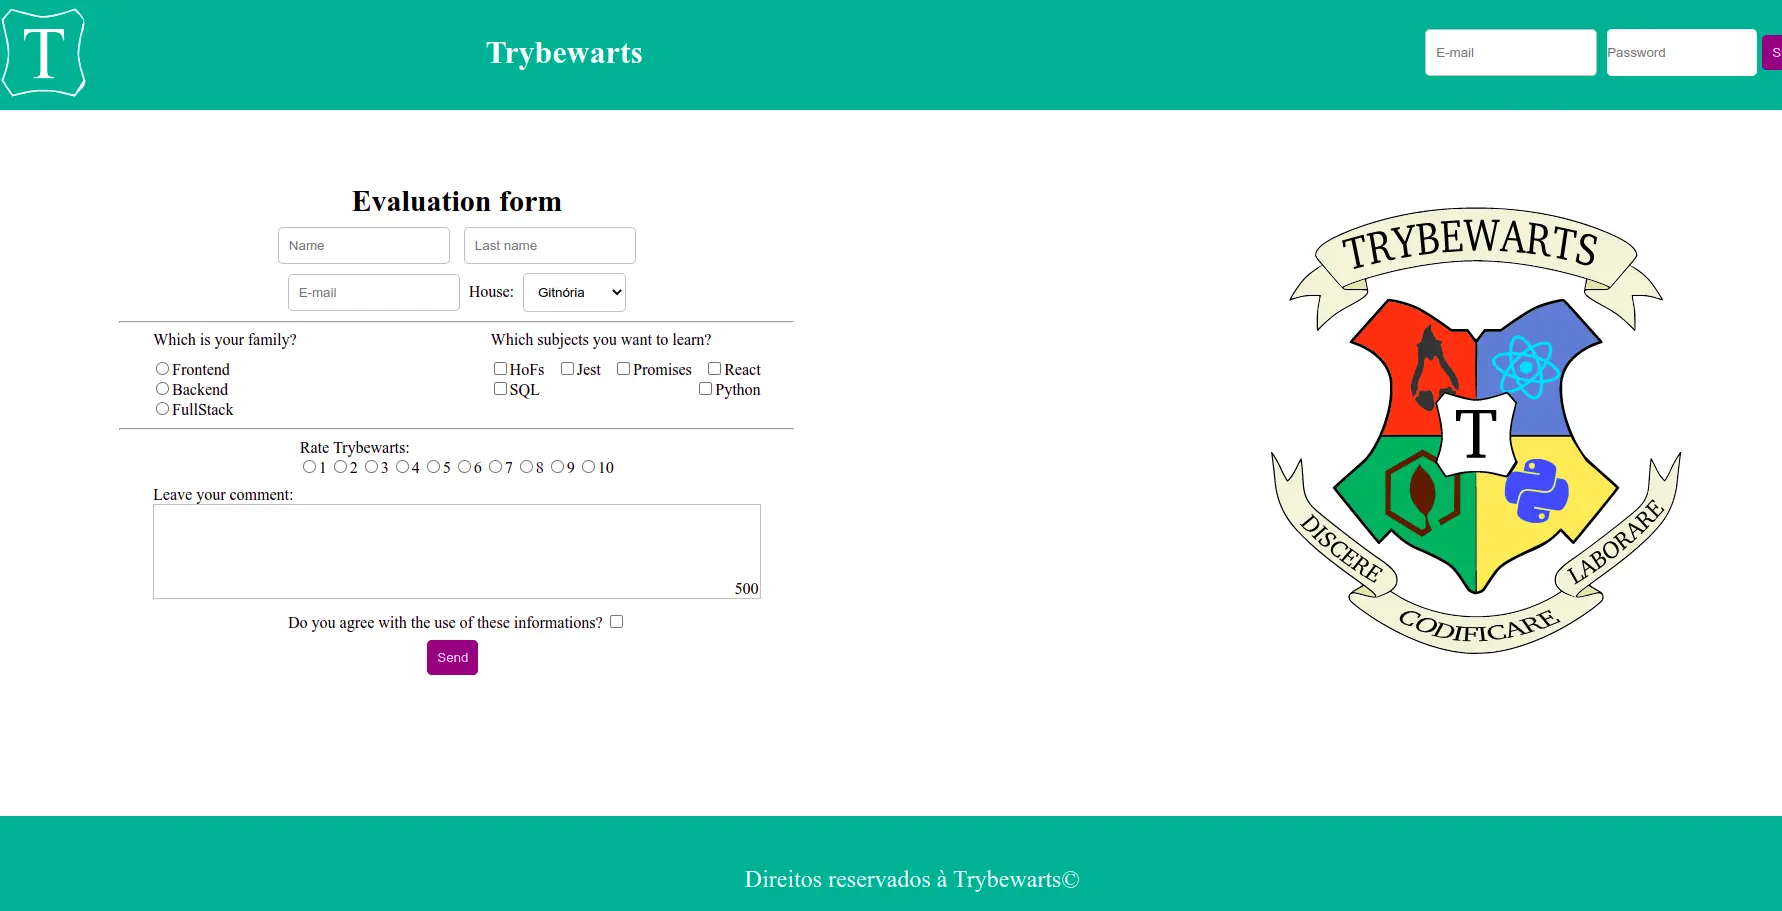 T
Trybewarts
E-mail
Password
S
Evaluation form
Name
Last name
E-mail
House:
Gitnória
Which is your family?
Frontend
Backend
FullStack
Which subjects you want to learn?
HoFs Jest Promises React
SQL Python
Rate Trybewarts:
1 2 3 4 5 6 7 8 9 10
Leave your comment:
500
Do you agree with the use of these informations?
Send
TRYBEWARTS
T
DISCERE
CODIFICARE
LABORARE
Direitos reservados à Trybewarts©